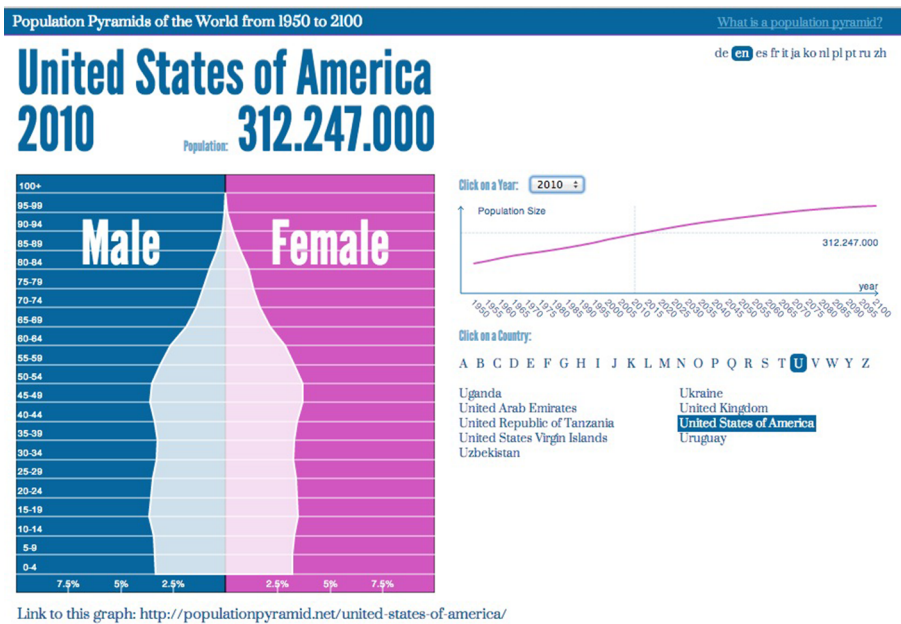 Population Pyramids of the World from 1950 to 2100
What is a population pyramid?
de en es fr it ja ko nl pl pt ru zh
United States of America
2010
Population: 312.247.000
100+
95-99
90-94
85-89
80-84
75-79
70-74
65-69
60-64
55-59
50-54
45-49
40-44
35-39
30-34
25-29
20-24
15-19
10-14
5-9
0-4
Male
Female
7.5% 5% 2.5% 2.5% 5% 7.5%
Click on a Year: 2010
Population Size
312.247.000
year
1950 1955 1960 1965 1970 1975 1980 1985 1990 1995 2000 2005 2010 2015 2020 2025 2030 2035 2040 2045 2050 2055 2060 2065 2070 2075 2080 2085 2090 2095 2100
Click on a Country:
A B C D E F G H I J K L M N O P Q R S T U V W Y Z
Uganda
United Arab Emirates
United Republic of Tanzania
United States Virgin Islands
Uzbekistan
Ukraine
United Kingdom
United States of America
Uruguay
Link to this graph: http://populationpyramid.net/united-states-of-america/